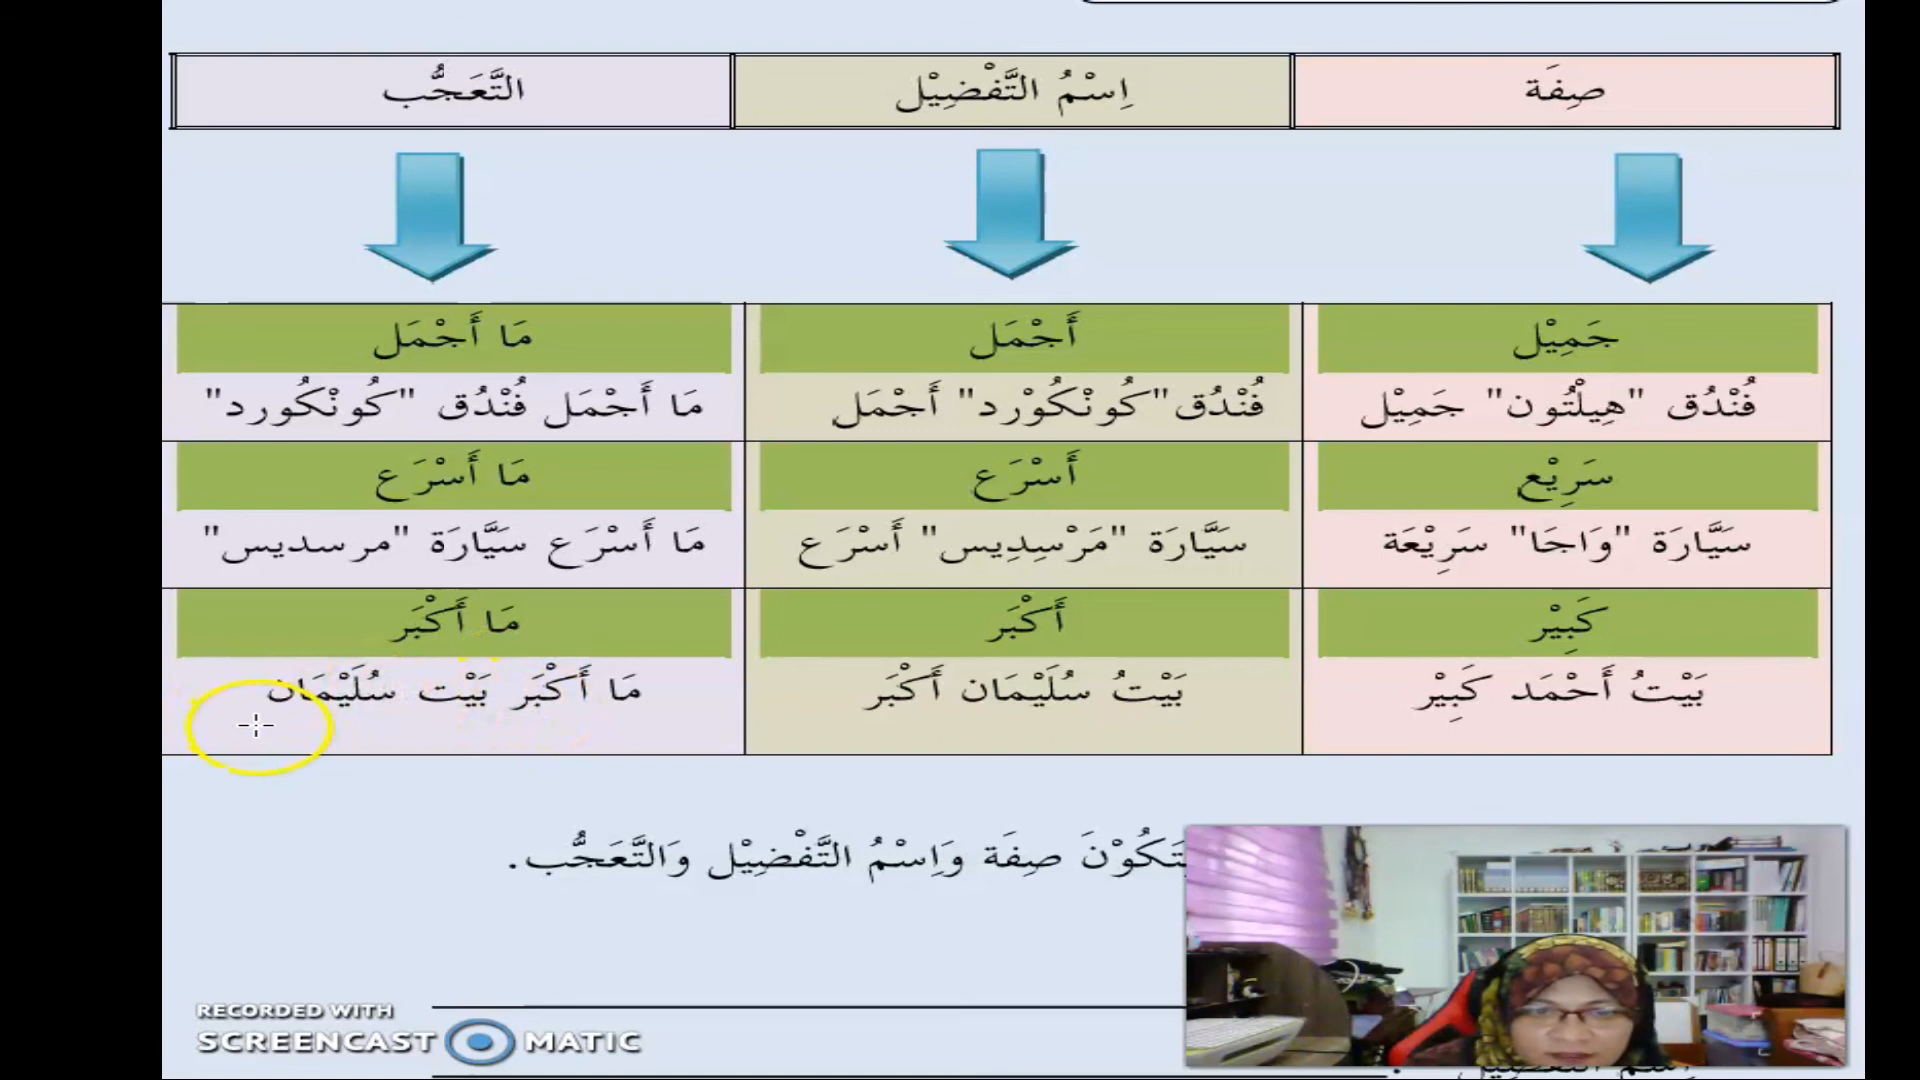 صِفَة
اِسْمُ التَّفْضِيْل
التَّعَجُّب
جَمِيْل
أَجْمَل
مَا أَجْمَل
فُنْدُق "هِيلْتُون" جَمِيْل
فُنْدُق"كُونْكُوْرد" أَجْمَل
مَا أَجْمَل فُنْدُق "كُونْكُورد"
سَرِيْع
أَسْرَع
مَا أَسْرَع
سَيَّارَة "وَاجَا" سَرِيْعَة
سَيَّارَة "مَرْسِدِيس" أَسْرَع
مَا أَسْرَع سَيَّارَة "مرسديس"
كَبِيْر
أَكْبَر
مَا أَكْبَر
بَيْتُ أَحْمَد كَبِيْر
بَيْتُ سُلَيْمَان أَكْبَر
مَا أَكْبَر بَيْت سُلَيْمَان
صِفَة وَاِسْمُ التَّفْضِيْل وَالتَّعَجُّب.
RECORDED WITH
SCREENCAST MATIC